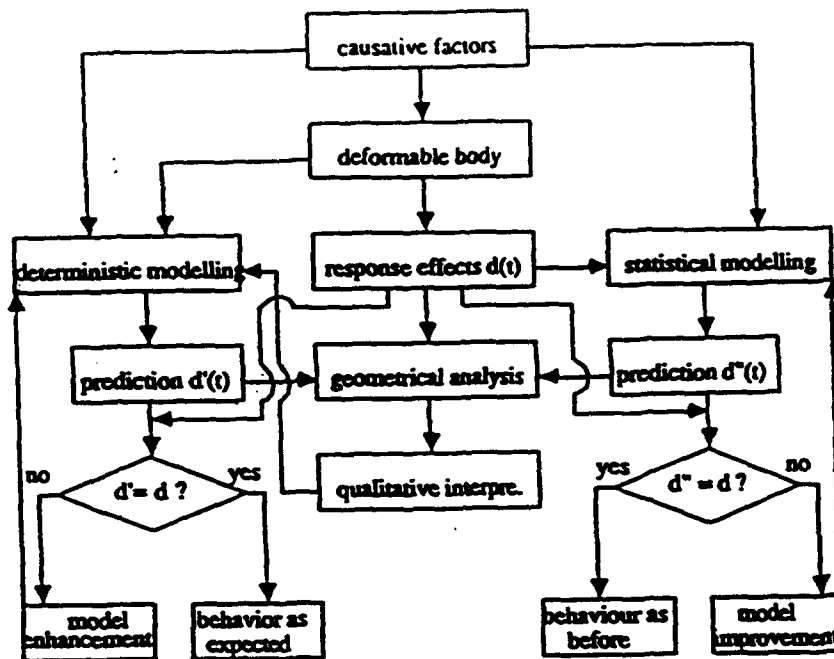 causative factors
deformable body
deterministic modelling
response effects d(t)
statistical modelling
prediction d'(t)
geometrical analysis
prediction d"(t)
no
d'= d ?
yes
qualitative interpre.
yes
d" = d ?
no
model
enhancement
behavior as
expected
behaviour as
before
model
improvement